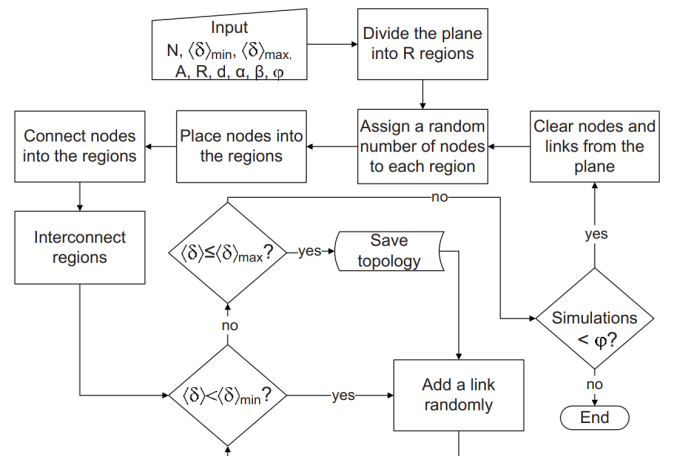 Input
N, ⟨δ⟩min, ⟨δ⟩max,
A, R, d, α, β, φ
Divide the plane
into R regions
Connect nodes
into the regions
Place nodes into
the regions
Assign a random
number of nodes
to each region
Clear nodes and
links from the
plane
Interconnect
regions
no
⟨δ⟩≤⟨δ⟩max?
yes
Save
topology
yes
Simulations
< φ?
no
⟨δ⟩<⟨δ⟩min?
yes
Add a link
randomly
no
End